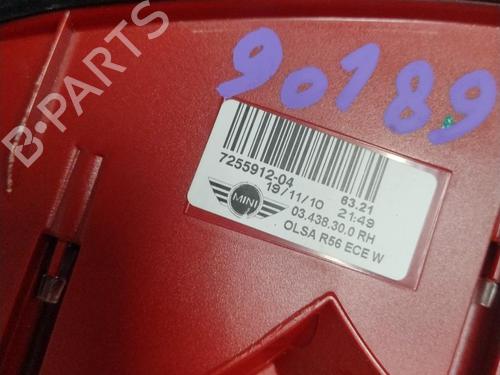 B-PARTS
90189
7255912-04
63.21
19/11/10 21:49
03.438.30.0 RH
OLSA R56 ECE W
MINI